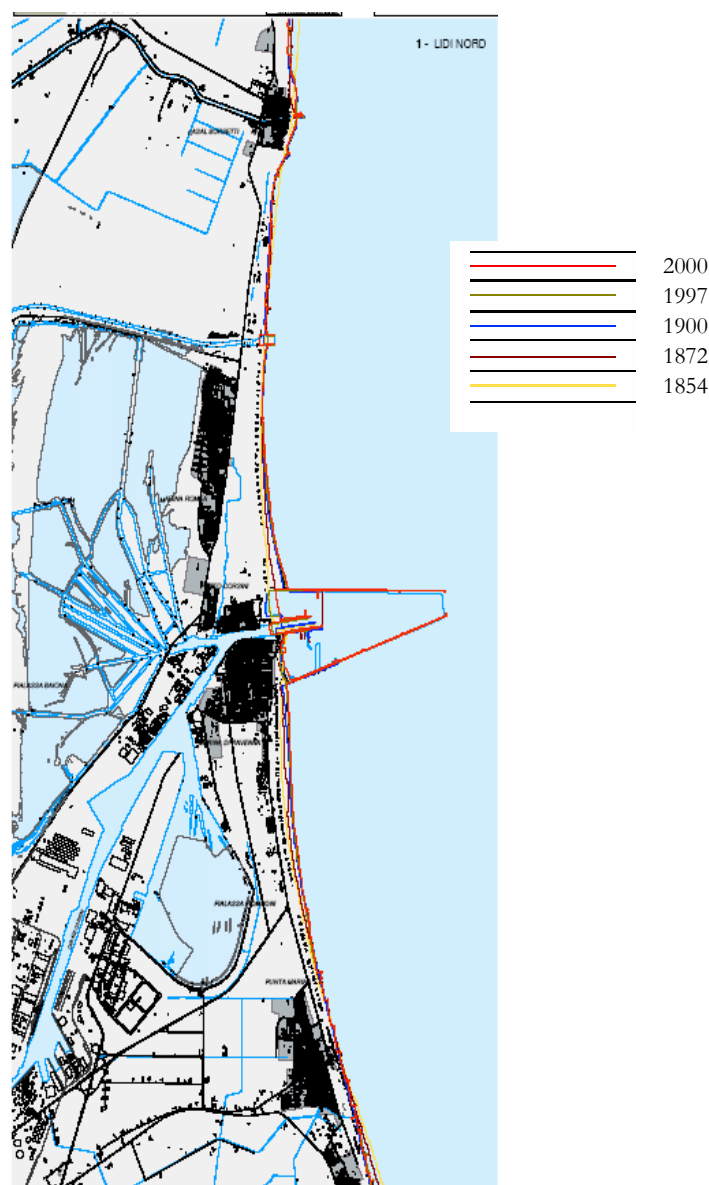 1 - LIDI NORD
CASAL BORSETTI
2000
1997
1900
1872
1854
MARINA ROMEA
PORTO CORSINI
PIALASSA BAIONA
MARINA DI RAVENNA
PIALASSA PIOMBONI
PUNTA MARINA